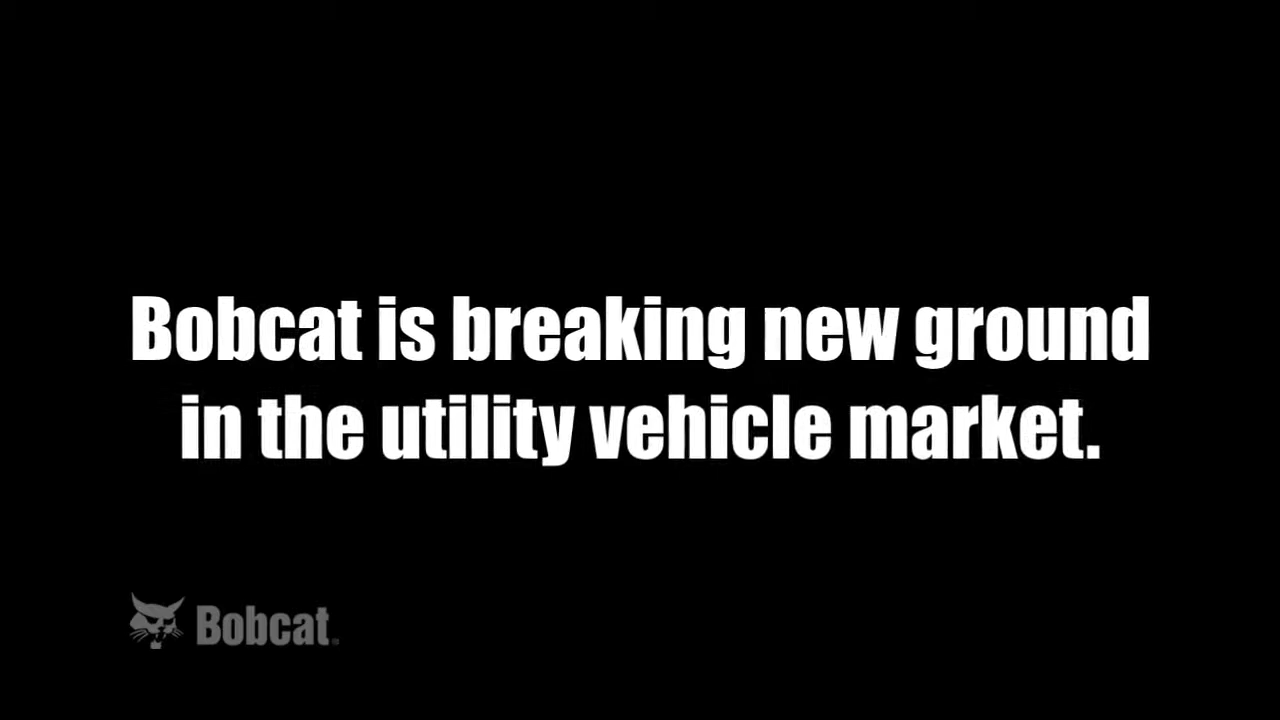 Bobcat is breaking new ground
in the utility vehicle market.
Bobcat